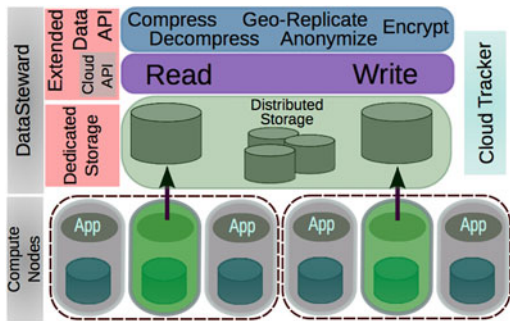 DataSteward
Extended
Data
API
Cloud
API
Compress
Geo-Replicate
Encrypt
Decompress
Anonymize
Read
Write
Cloud Tracker
Dedicated
Storage
Distributed
Storage
Compute
Nodes
App
App
App
App